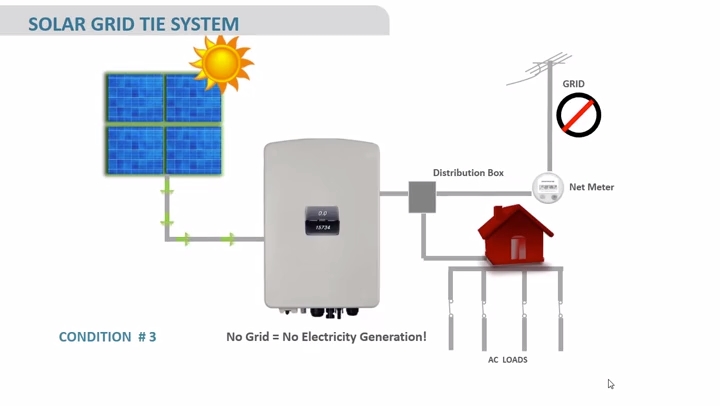 SOLAR GRID TIE SYSTEM
GRID
Distribution Box
Net Meter
0.0
15734
CONDITION # 3
No Grid = No Electricity Generation!
AC LOADS